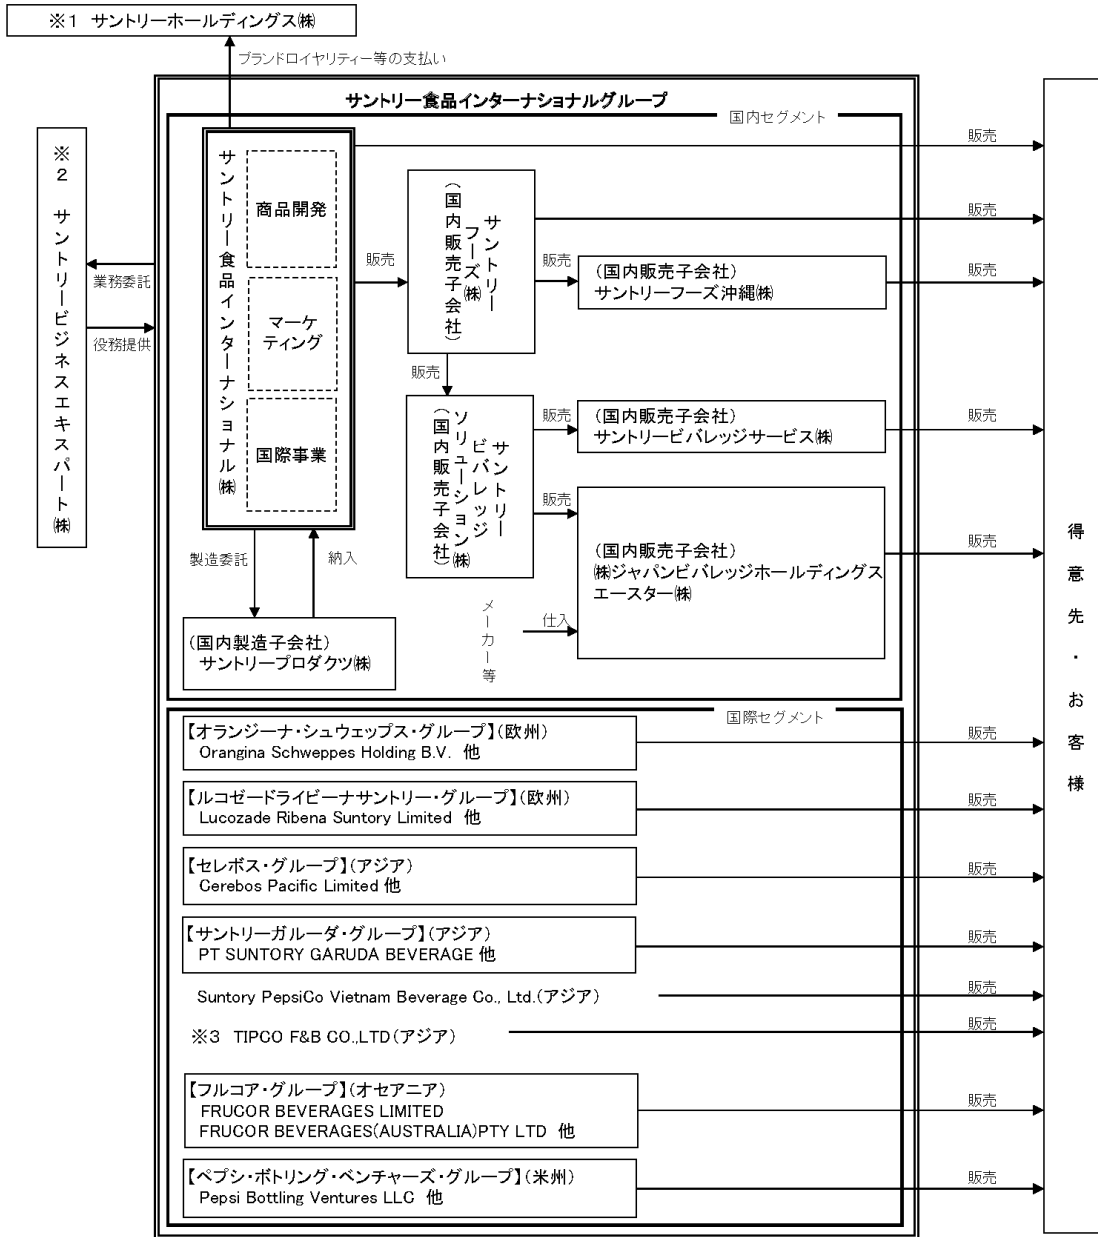 ※1 サントリーホールディングス㈱
ブランドロイヤリティー等の支払い
サントリー食品インターナショナルグループ
国内セグメント
※2 サントリービジネスエキスパート㈱
業務委託
役務提供
サントリー食品インターナショナル㈱
商品開発
マーケ
ティング
国際事業
販売
サントリー
フーズ㈱
(国内販売子会社)
販売
販売
販売
(国内販売子会社)
サントリーフーズ沖縄㈱
販売
販売
サントリー
ビバレッジ
ソリューション㈱
(国内販売子会社)
販売
(国内販売子会社)
サントリービバレッジサービス㈱
販売
販売
(国内販売子会社)
㈱ジャパンビバレッジホールディングス
エースター㈱
販売
メーカー等
仕入
製造委託
納入
(国内製造子会社)
サントリープロダクツ㈱
得意先・お客様
国際セグメント
【オランジーナ・シュウェップス・グループ】(欧州)
Orangina Schweppes Holding B.V. 他
販売
【ルコゼードライビーナサントリー・グループ】(欧州)
Lucozade Ribena Suntory Limited 他
販売
【セレボス・グループ】(アジア)
Cerebos Pacific Limited 他
販売
【サントリーガルーダ・グループ】(アジア)
PT SUNTORY GARUDA BEVERAGE 他
販売
Suntory PepsiCo Vietnam Beverage Co., Ltd.(アジア)
販売
※3 TIPCO F&B CO.,LTD(アジア)
販売
【フルコア・グループ】(オセアニア)
FRUCOR BEVERAGES LIMITED
FRUCOR BEVERAGES(AUSTRALIA)PTY LTD 他
販売
【ペプシ・ボトリング・ベンチャーズ・グループ】(米州)
Pepsi Bottling Ventures LLC 他
販売